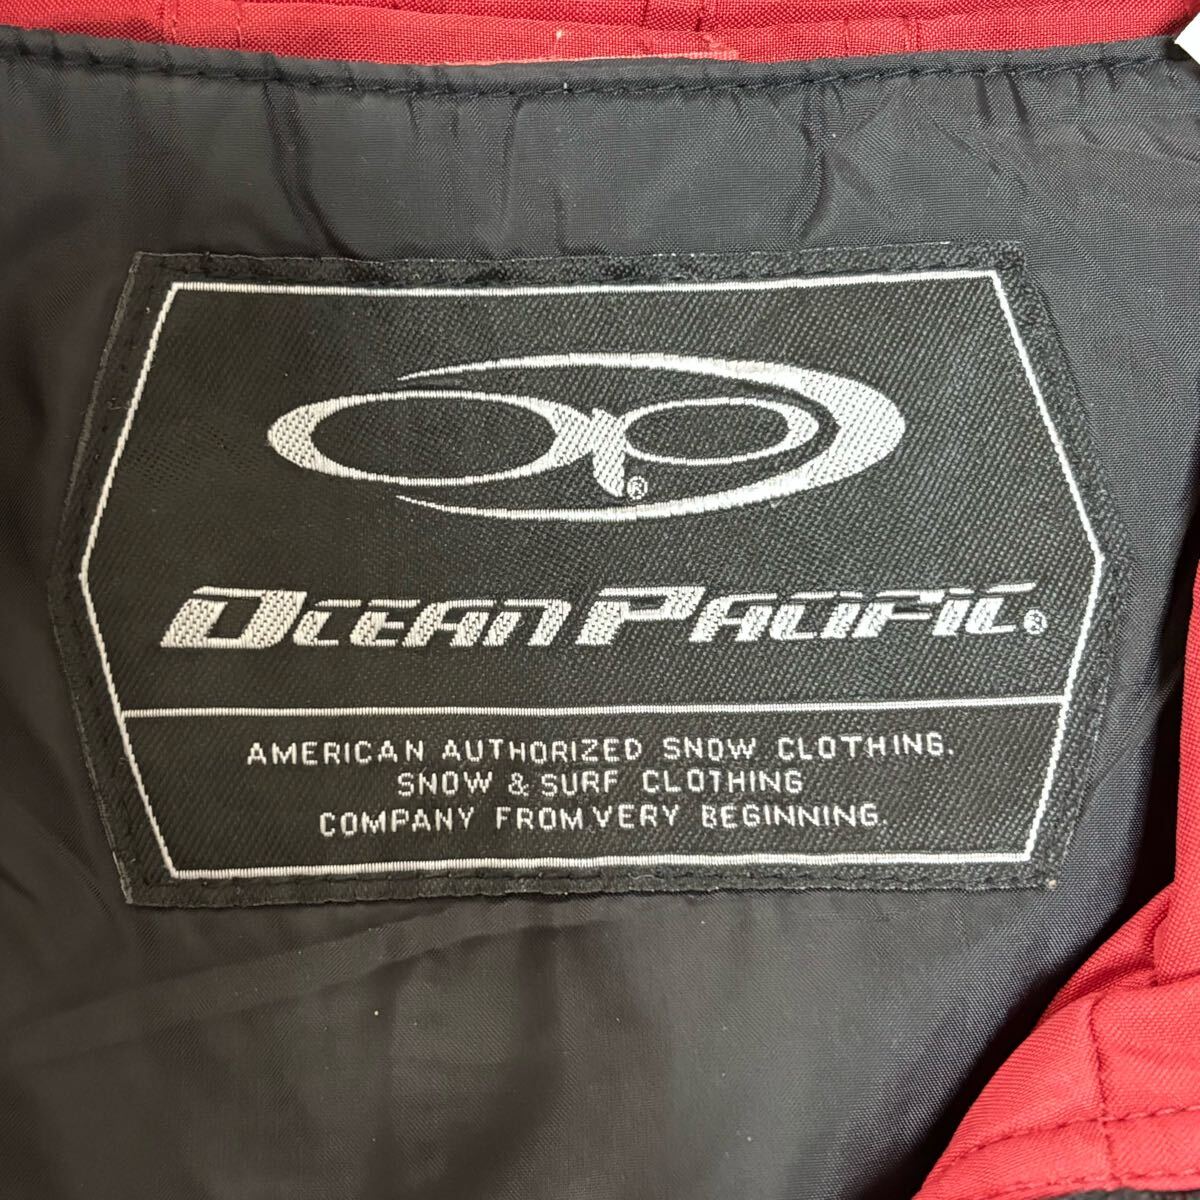 op®
OCEAN PACIFIC®
AMERICAN AUTHORIZED SNOW CLOTHING.
SNOW & SURF CLOTHING
COMPANY FROM VERY BEGINNING.